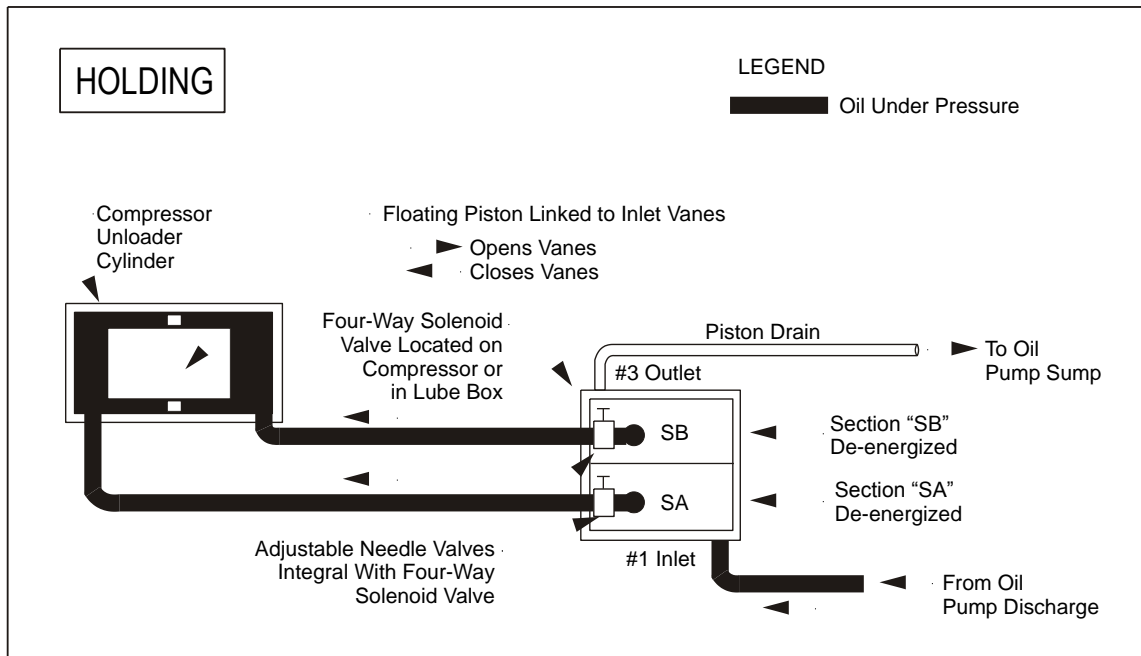 HOLDING
LEGEND
Oil Under Pressure
Compressor
Unloader
Cylinder
Floating Piston Linked to Inlet Vanes
Opens Vanes
Closes Vanes
Four-Way Solenoid
Valve Located on
Compressor or
in Lube Box
Piston Drain
To Oil
Pump Sump
#3 Outlet
SB
Section “SB”
De-energized
SA
Section “SA”
De-energized
Adjustable Needle Valves
Integral With Four-Way
Solenoid Valve
#1 Inlet
From Oil
Pump Discharge